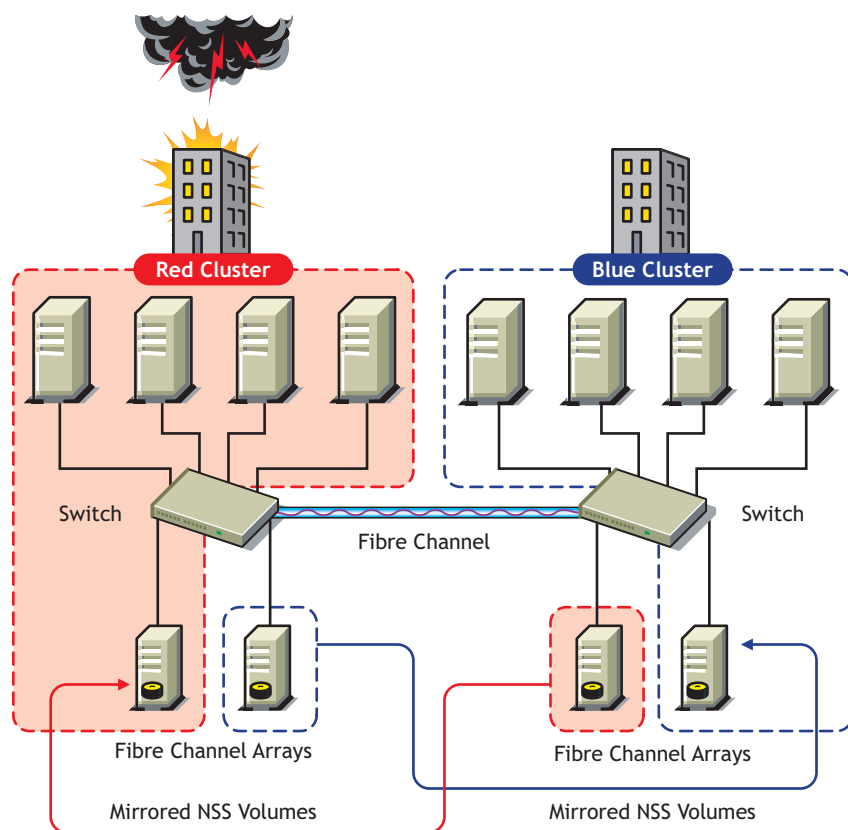 Red Cluster
Blue Cluster
Switch
Switch
Fibre Channel
Fibre Channel Arrays
Fibre Channel Arrays
Mirrored NSS Volumes
Mirrored NSS Volumes